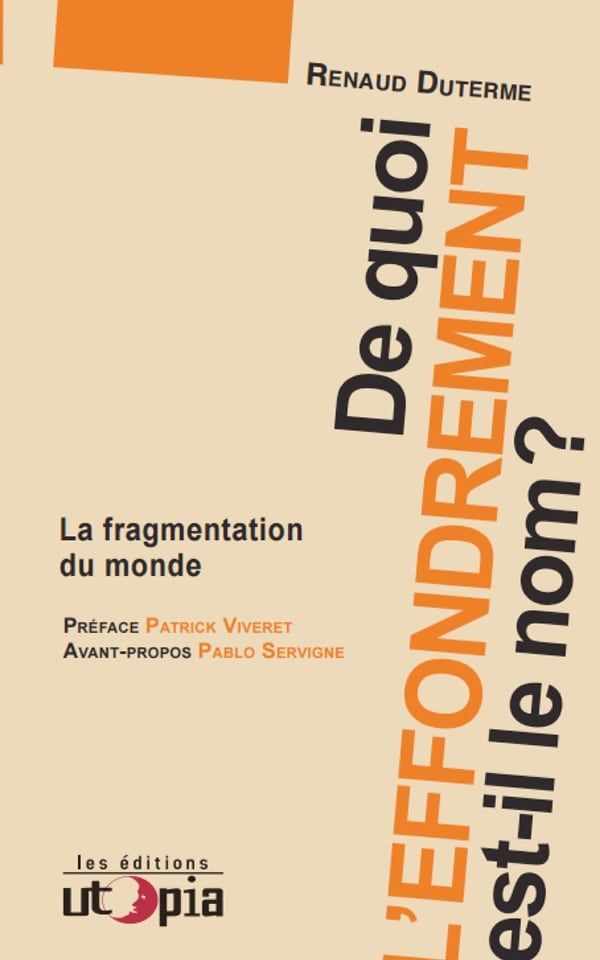 Renaud Duterme
De quoi
L'EFFONDREMENT
est-il le nom ?
La fragmentation
du monde
Préface Patrick Viveret
Avant-propos Pablo Servigne
les éditions
utopia